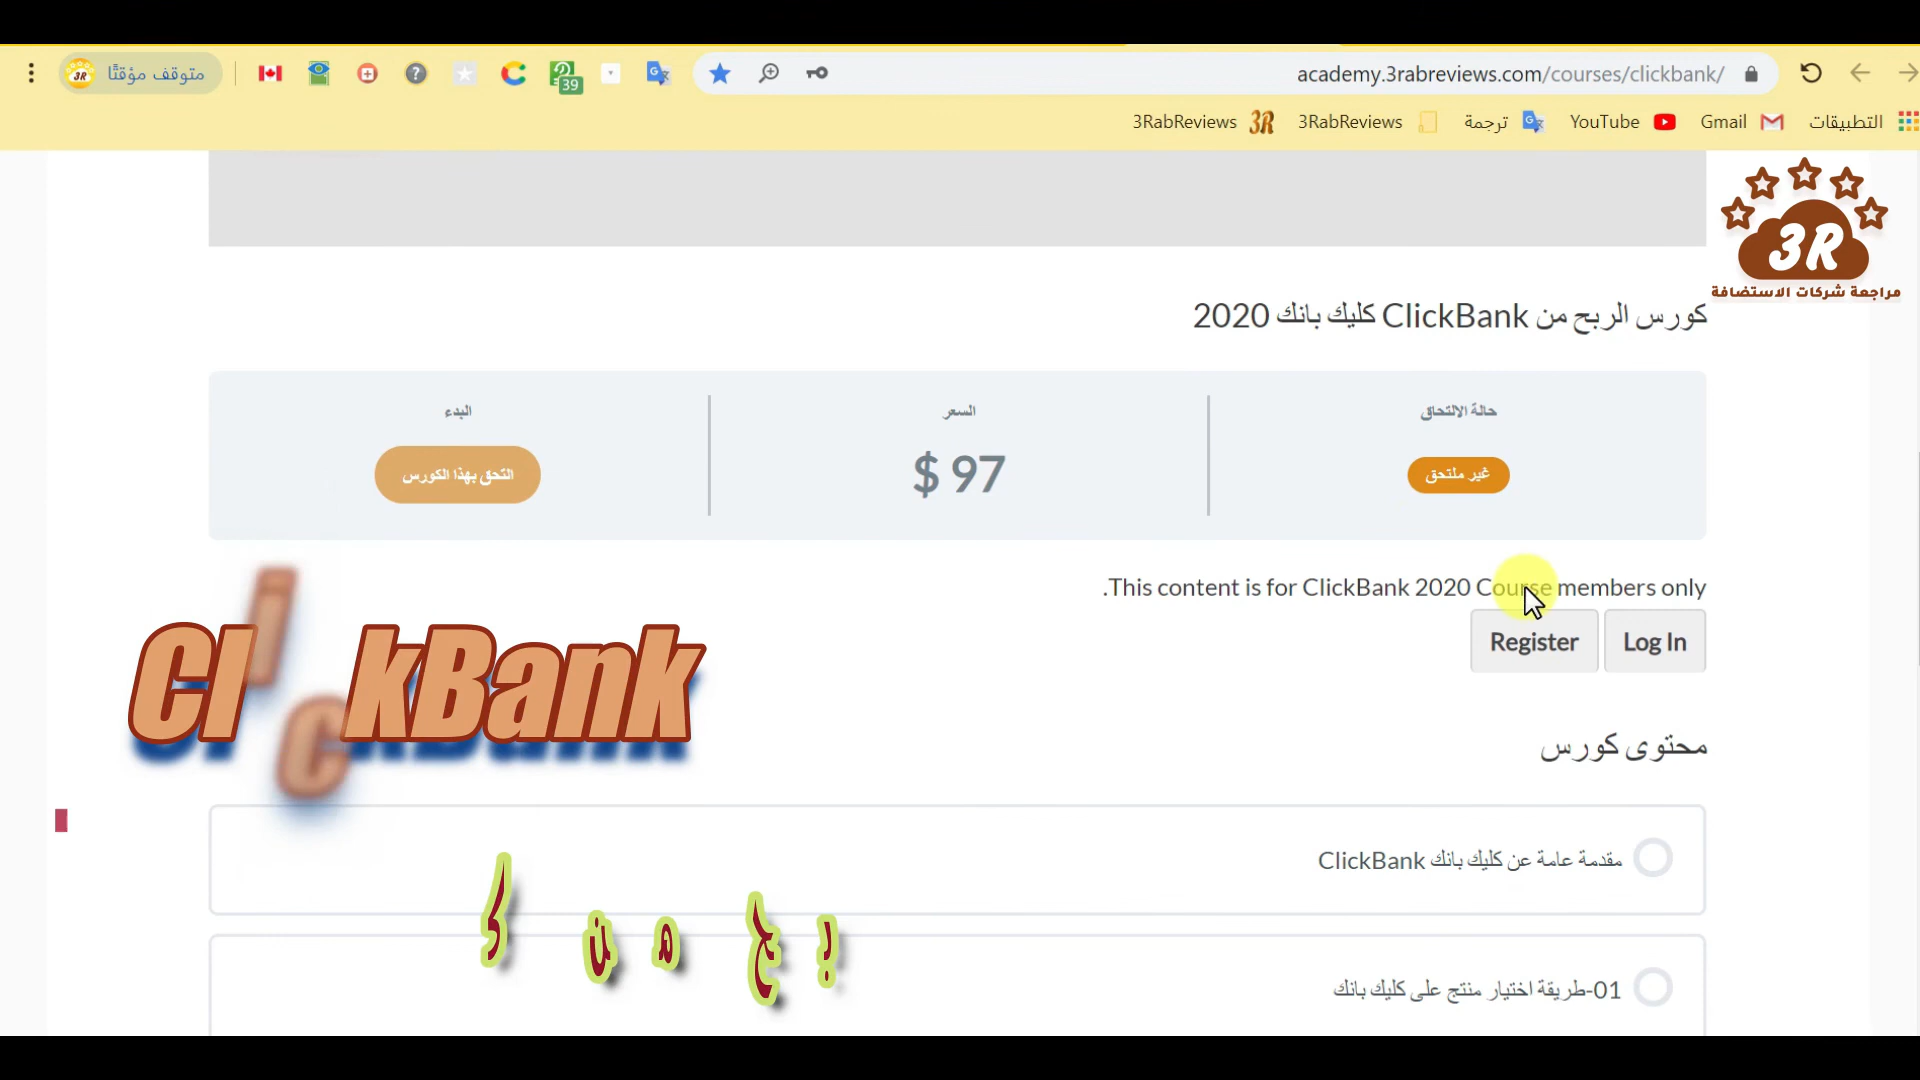 متوقف مؤقتًا
39
academy.3rabreviews.com/courses/clickbank/
التطبيقات
Gmail
YouTube
ترجمة
3RabReviews
3RabReviews
3R
مراجعة شركات الاستضافة
كورس الربح من ClickBank كليك بانك 2020
حالة الالتحاق
السعر
البدء
غير ملتحق
$ 97
التحق بهذا الكورس
This content is for ClickBank 2020 Course members only.
Log In
Register
ClickBank
محتوى كورس
مقدمة عامة عن كليك بانك ClickBank
01-طريقة اختيار منتج على كليك بانك